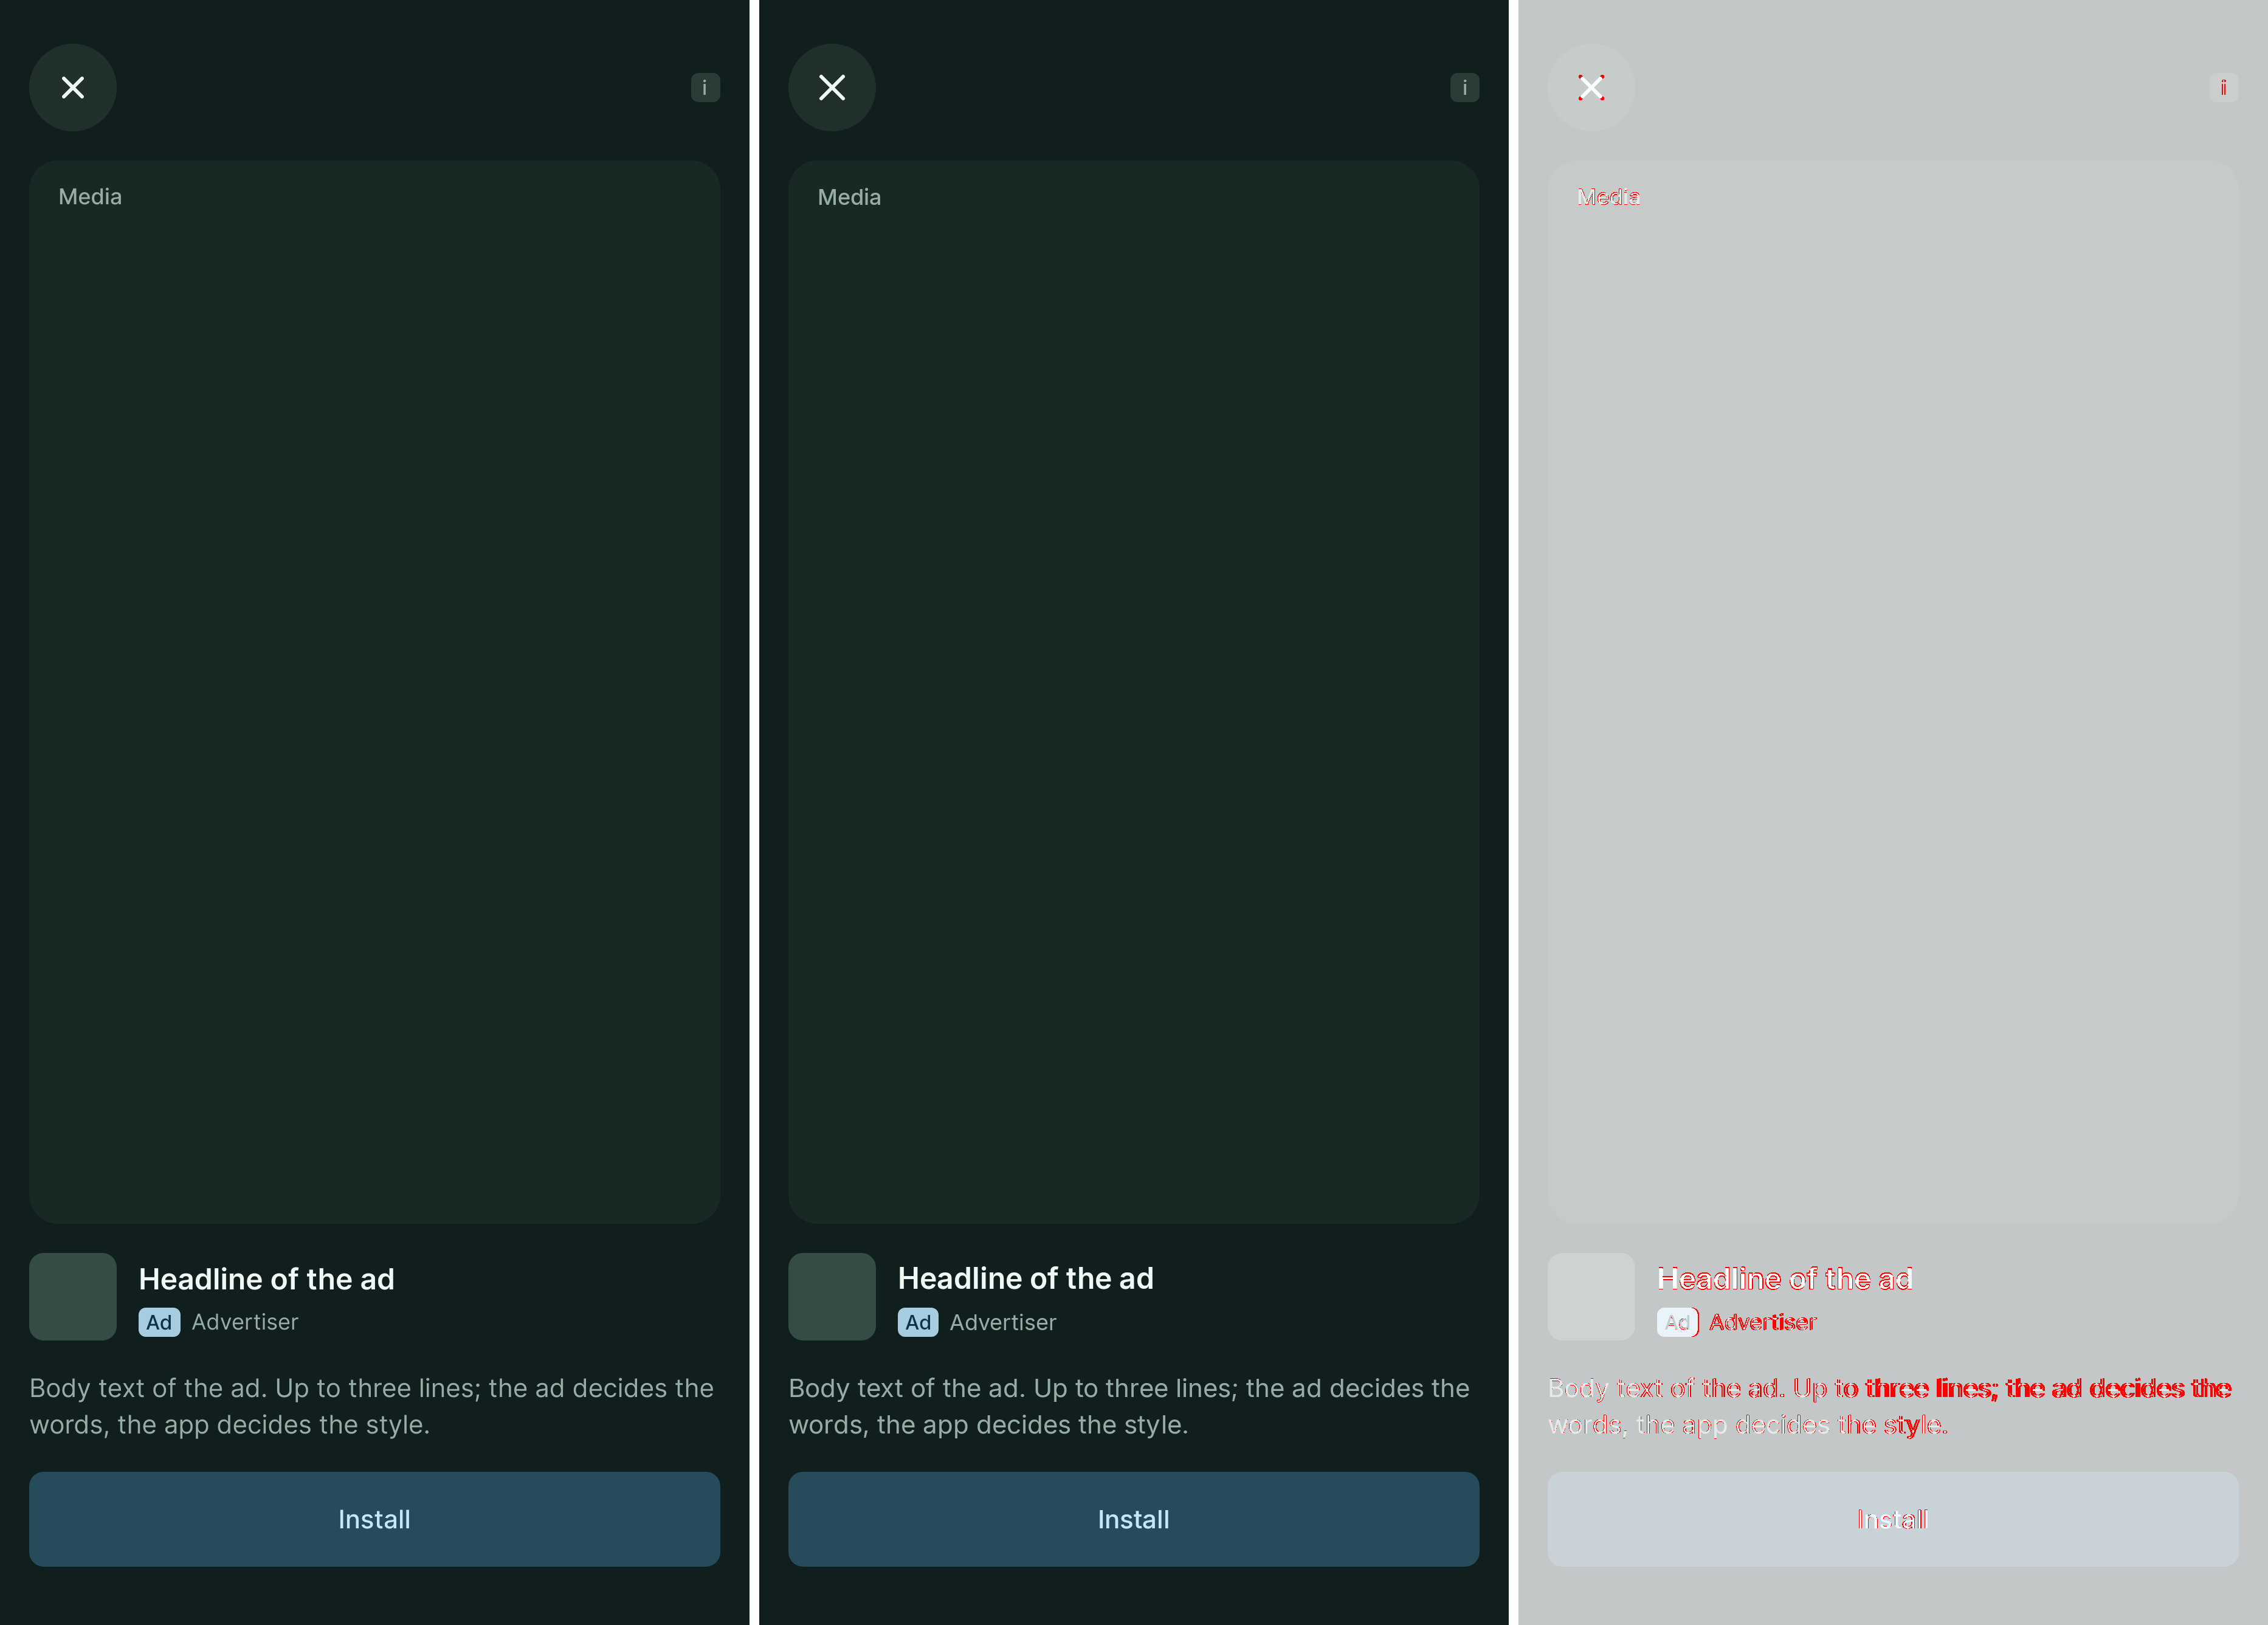 i
Media
Headline of the ad
Ad Advertiser
Body text of the ad. Up to three lines; the ad decides the
words, the app decides the style.
Install
i
Media
Headline of the ad
Ad Advertiser
Body text of the ad. Up to three lines; the ad decides the
words, the app decides the style.
Install
i
Media
Headline of the ad
Ad Advertiser
Body text of the ad. Up to three lines; the ad decides the
words, the app decides the style.
Install